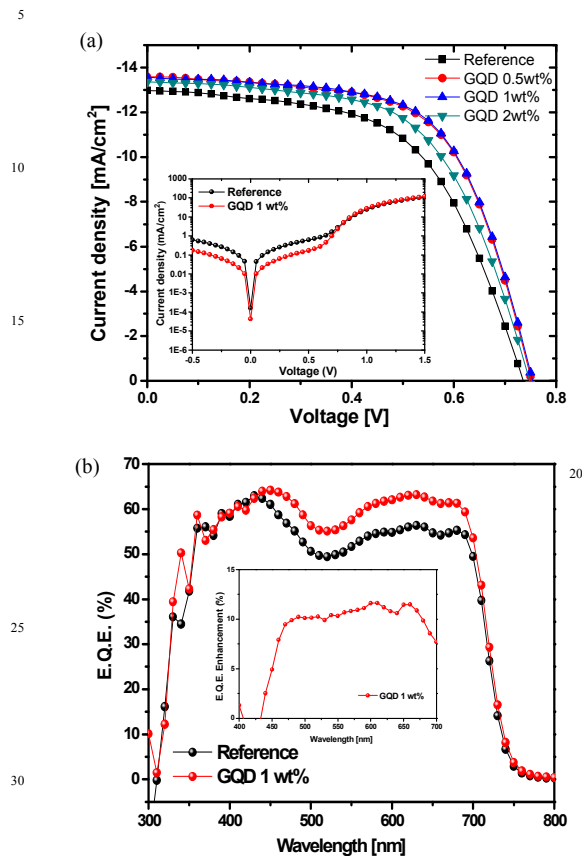 5
(a)
-14
-12
10
-10
-8
-6
-4
15
-2
0
Current density [mA/cm²]
Reference
GQD 0.5wt%
GQD 1wt%
GQD 2wt%
1000
100
10
1
0.1
0.01
1E-3
1E-4
1E-5
1E-6
Current density (mA/cm²)
Reference
GQD 1 wt%
-0.5 0.0 0.5 1.0 1.5
Voltage (V)
0.0 0.2 0.4 0.6 0.8
Voltage [V]
(b)
20
70
60
50
40
30
20
10
0
25
30
E.Q.E. (%)
15
10
5
0
E.Q.E. Enhancement (%)
GQD 1 wt%
400 450 500 550 600 650 700
Wavelength [nm]
Reference
GQD 1 wt%
300 400 500 600 700 800
Wavelength [nm]